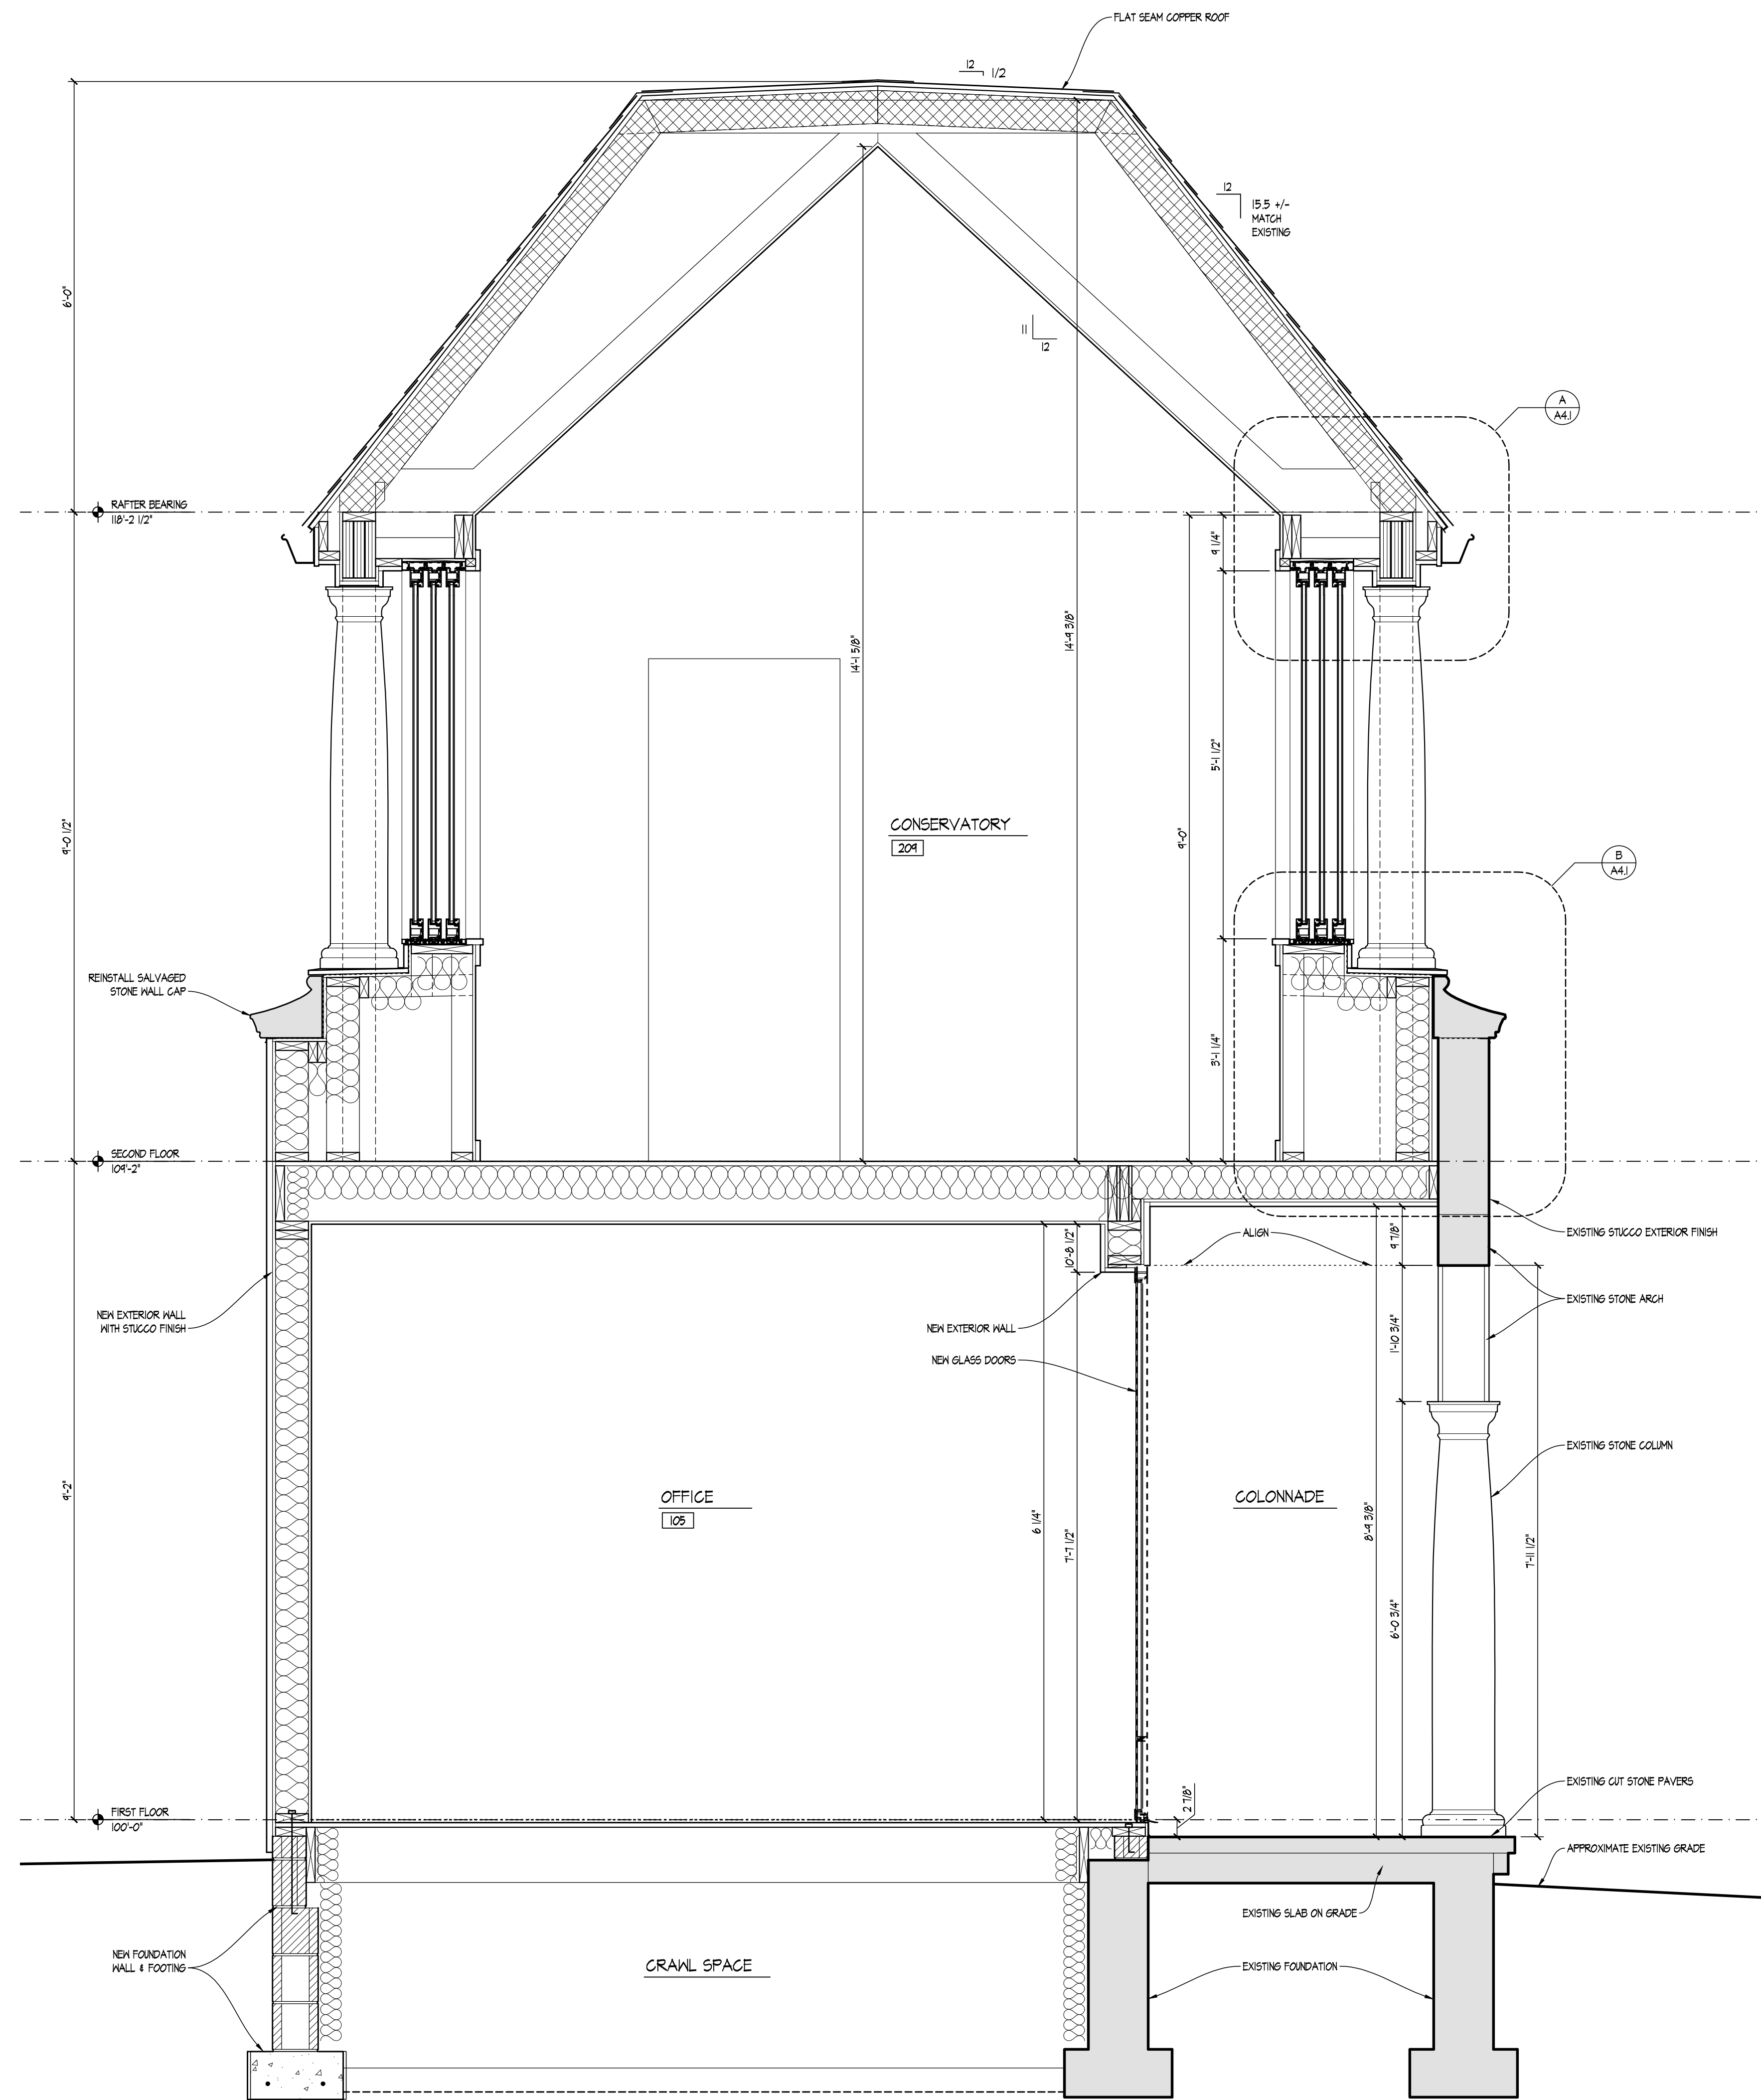 FLAT SEAM COPPER ROOF
12
1/2
12
15.5 +/-
MATCH
EXISTING
6'-0"
11
12
A
A4.1
RAFTER BEARING
118'-2 1/2"
9 1/4"
14'-1 5/8"
14'-9 3/8"
5'-1 1/2"
CONSERVATORY
209
9'-0 1/2"
9'-0"
B
A4.1
REINSTALL SALVAGED
STONE WALL CAP
3'-1 1/4"
SECOND FLOOR
109'-2"
EXISTING STUCCO EXTERIOR FINISH
ALIGN
10'-8 1/2"
9 7/8"
EXISTING STONE ARCH
NEW EXTERIOR WALL
WITH STUCCO FINISH
NEW EXTERIOR WALL
1'-10 3/4"
NEW GLASS DOORS
EXISTING STONE COLUMN
9'-2"
OFFICE
105
COLONNADE
6 1/4"
7'-7 1/2"
8'-9 3/8"
7'-11 1/2"
6'-0 3/4"
EXISTING CUT STONE PAVERS
2 7/8"
FIRST FLOOR
100'-0"
APPROXIMATE EXISTING GRADE
EXISTING SLAB ON GRADE
NEW FOUNDATION
WALL & FOOTING
CRAWL SPACE
EXISTING FOUNDATION